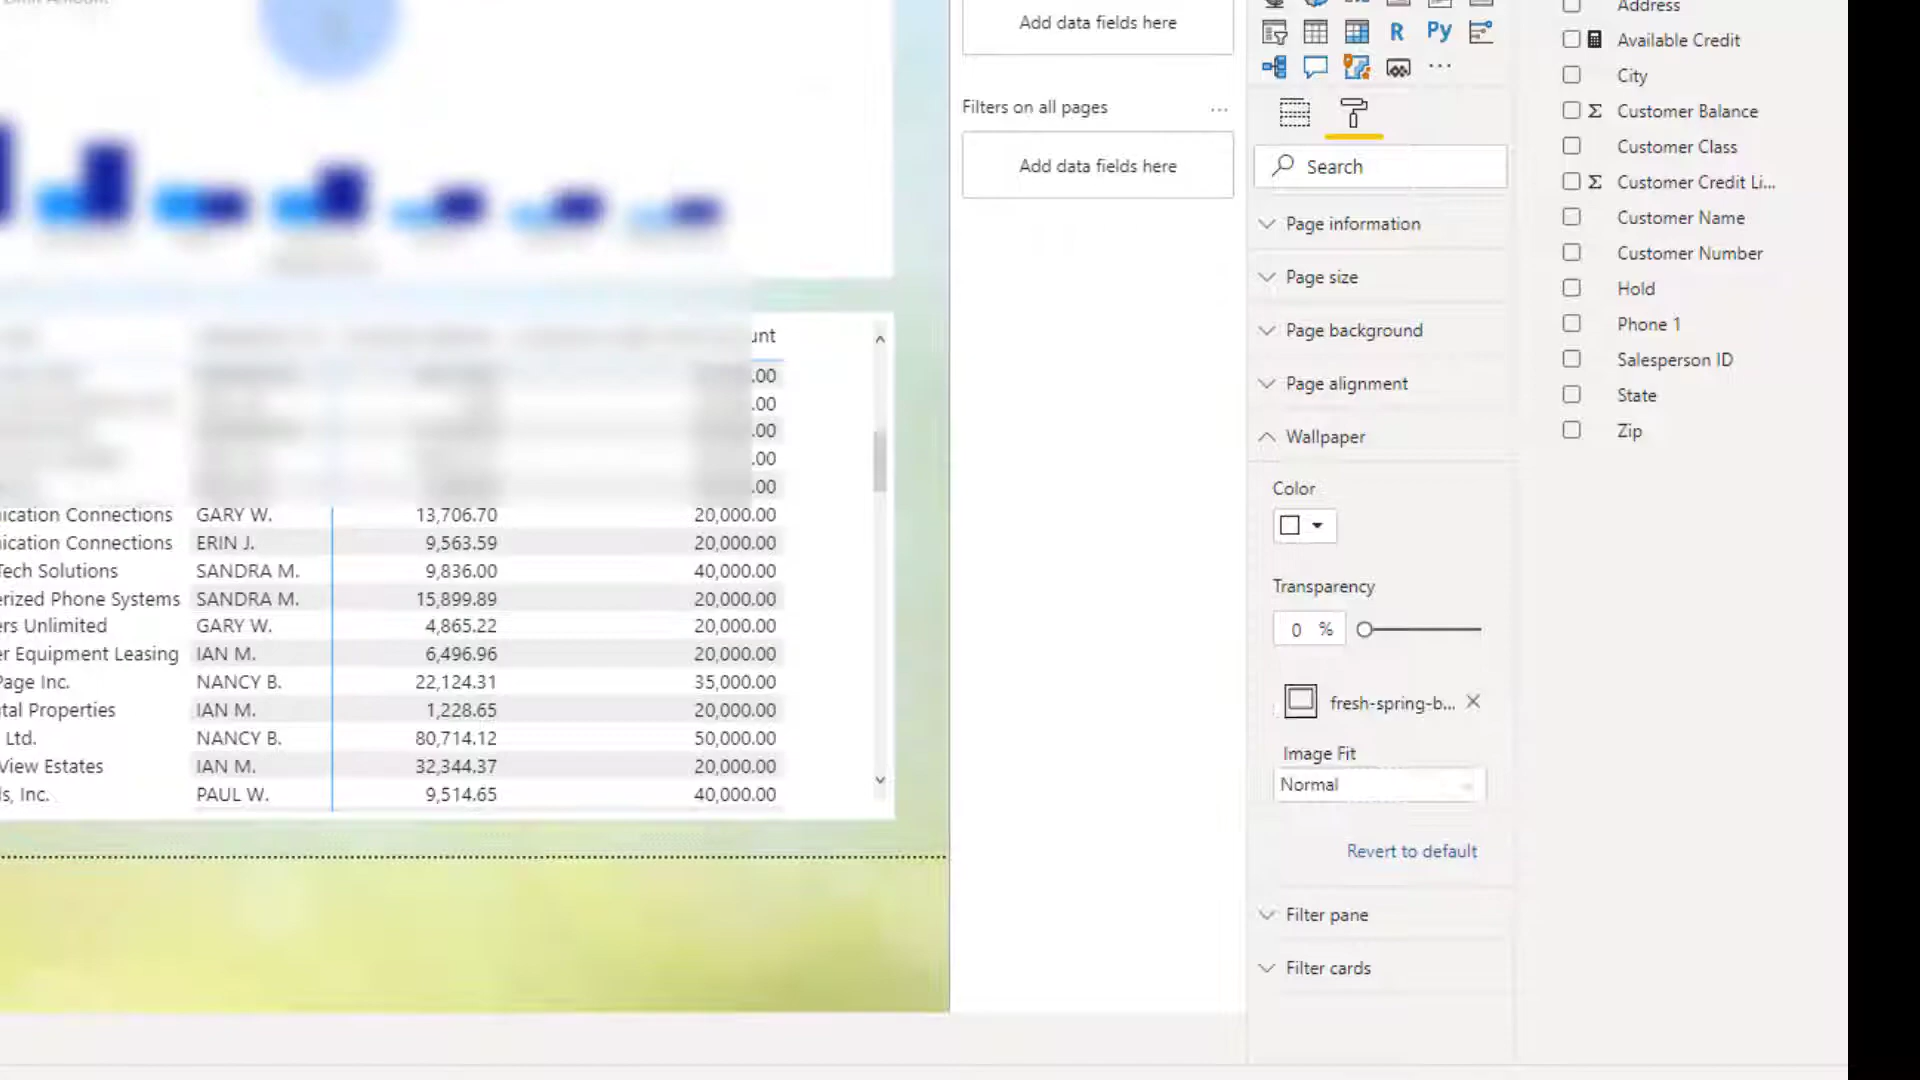 Add data fields here
Filters on all pages
...
Add data fields here
R
Py
...
Search
Page information
Page size
Page background
Page alignment
Wallpaper
Color
Transparency
0 %
fresh-spring-b...
Image Fit
Normal
Revert to default
Filter pane
Filter cards
Address
Available Credit
City
Σ Customer Balance
Customer Class
Σ Customer Credit Li...
Customer Name
Customer Number
Hold
Phone 1
Salesperson ID
State
Zip
unt
.00
.00
.00
.00
.00
ication Connections GARY W. 13,706.70 20,000.00
ication Connections ERIN J. 9,563.59 20,000.00
Tech Solutions SANDRA M. 9,836.00 40,000.00
erized Phone Systems SANDRA M. 15,899.89 20,000.00
ers Unlimited GARY W. 4,865.22 20,000.00
er Equipment Leasing IAN M. 6,496.96 20,000.00
Page Inc. NANCY B. 22,124.31 35,000.00
tal Properties IAN M. 1,228.65 20,000.00
Ltd. NANCY B. 80,714.12 50,000.00
View Estates IAN M. 32,344.37 20,000.00
ls, Inc. PAUL W. 9,514.65 40,000.00